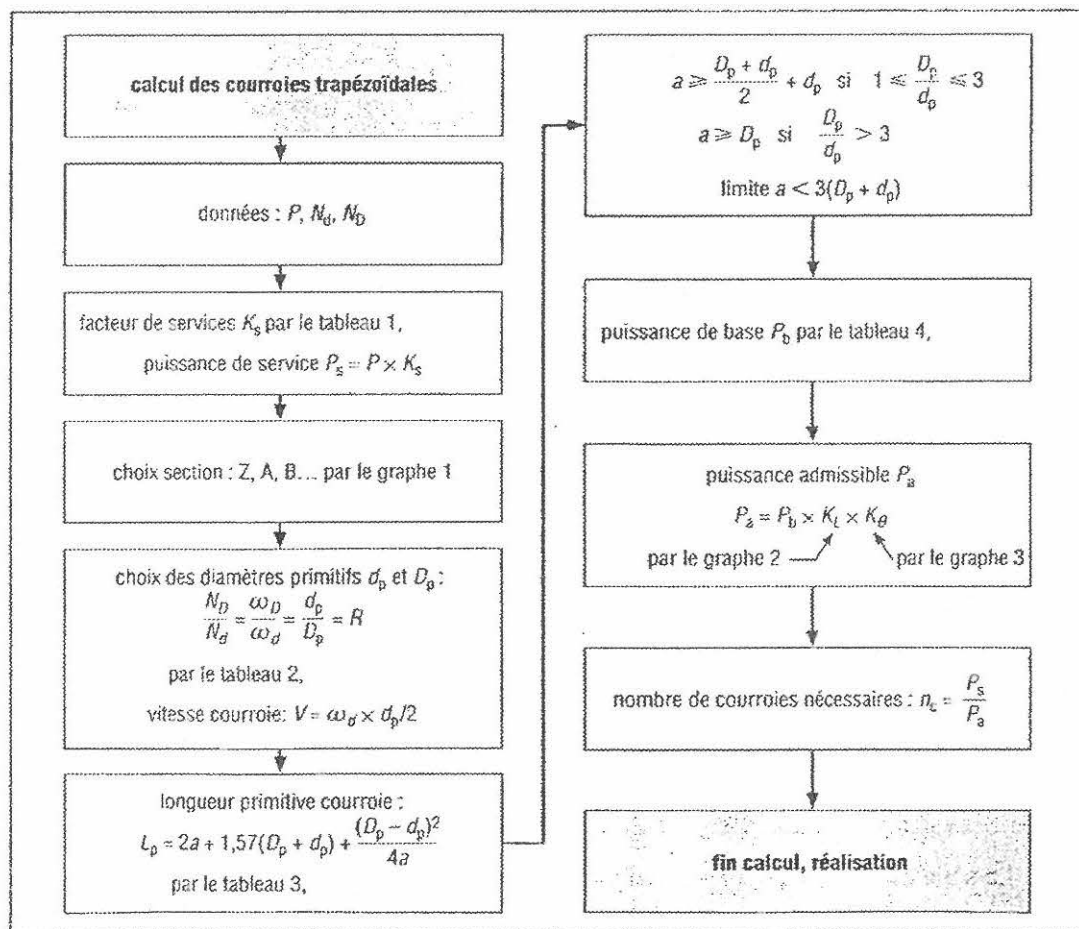 calcul des courroies trapézoïdales
données : P, N_d, N_D
facteur de services K_s par le tableau 1,
puissance de service P_s = P × K_s
choix section : Z, A, B... par le graphe 1
choix des diamètres primitifs d_p et D_p :
N_D/N_d = ω_D/ω_d = d_p/D_p = R
par le tableau 2,
vitesse courroie: V = ω_d × d_p/2
longueur primitive courroie :
L_p = 2a + 1,57(D_p + d_p) + (D_p – d_p)²/4a
par le tableau 3,
a ⩾ (D_p + d_p)/2 + d_p si 1 ⩽ D_p/d_p ⩽ 3
a ⩾ D_p si D_p/d_p > 3
limite a < 3(D_p + d_p)
puissance de base P_b par le tableau 4,
puissance admissible P_a
P_a = P_b × K_L × K_θ
par le graphe 2 par le graphe 3
nombre de courroies nécessaires : n_c = P_s/P_a
fin calcul, réalisation